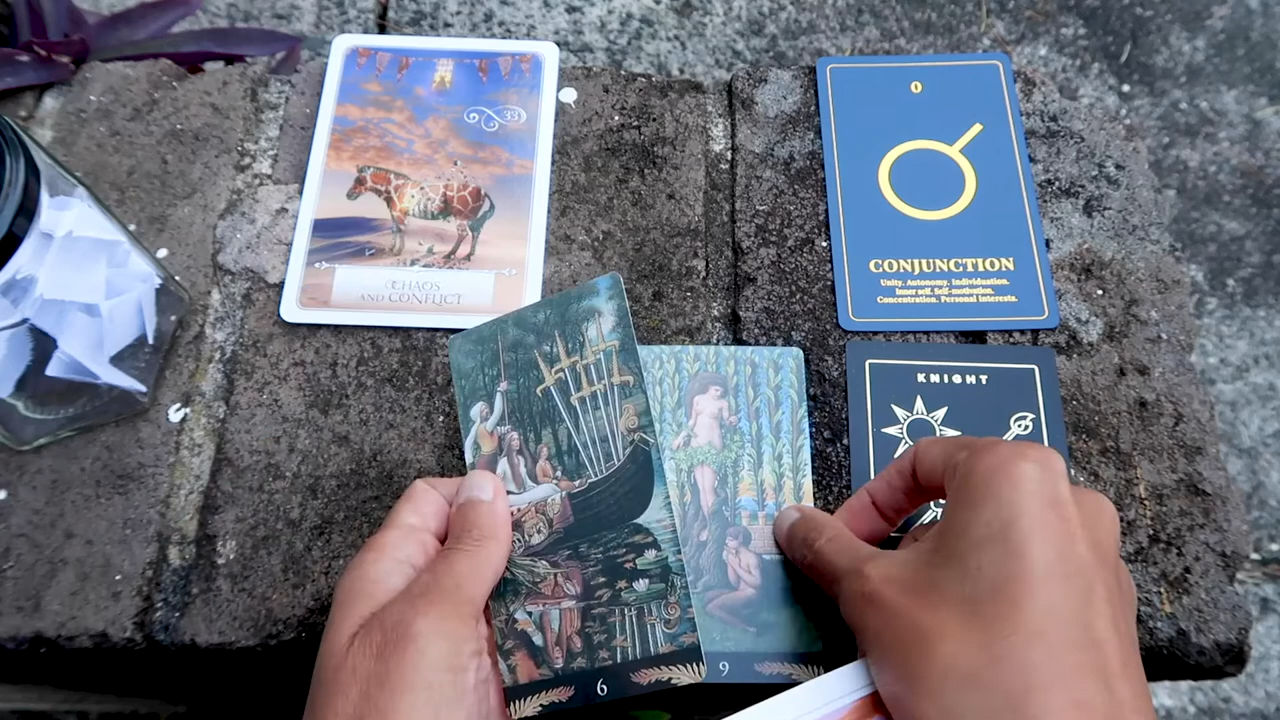 33
CHAOS
AND CONFLICT
0
CONJUNCTION
Unity. Autonomy. Individuation.
Inner self. Self-motivation.
Concentration. Personal interests.
KNIGHT
6
9